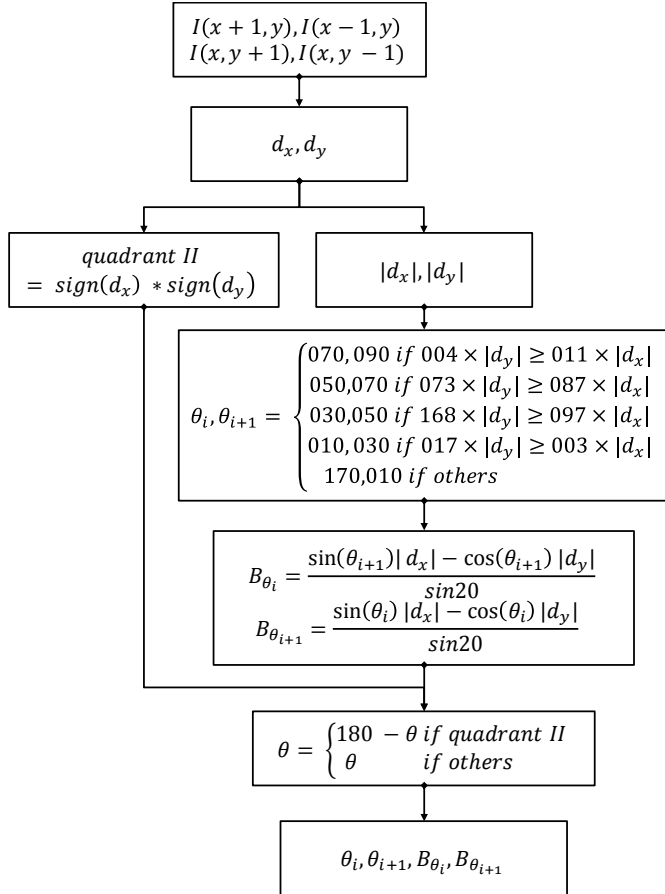 I(x + 1, y), I(x − 1, y)
I(x, y + 1), I(x, y − 1)
d_x, d_y
quadrant II
= sign(d_x) * sign(d_y)
|d_x|, |d_y|
θ_i, θ_{i+1} = { 070,090 if 004 × |d_y| ≥ 011 × |d_x|
050,070 if 073 × |d_y| ≥ 087 × |d_x|
030,050 if 168 × |d_y| ≥ 097 × |d_x|
010,030 if 017 × |d_y| ≥ 003 × |d_x|
170,010 if others
B_{θ_i} = (sin(θ_{i+1})| d_x| − cos(θ_{i+1}) |d_y|) / sin20
B_{θ_{i+1}} = (sin(θ_i) |d_x| − cos(θ_i) |d_y|) / sin20
θ = { 180 − θ if quadrant II
θ if others
θ_i, θ_{i+1}, B_{θ_i}, B_{θ_{i+1}}